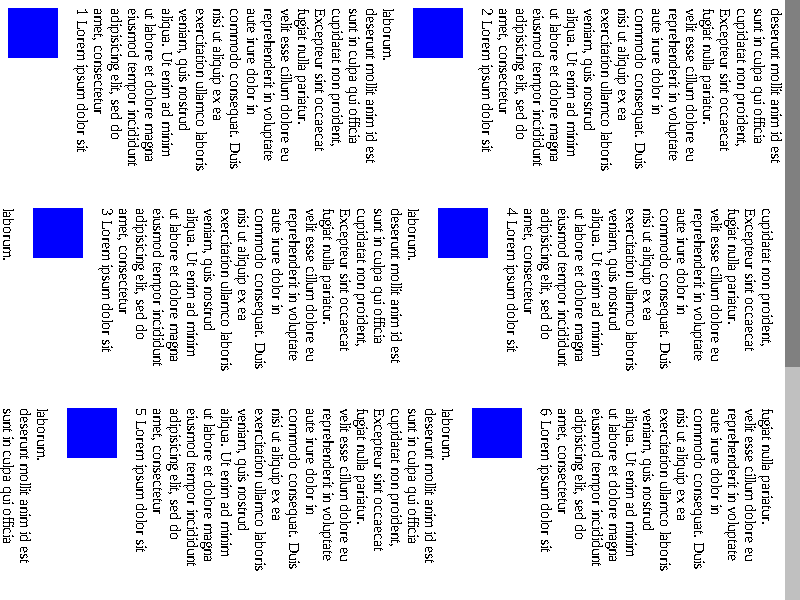 1 Lorem ipsum dolor sit
amet, consectetur
adipisicing elit, sed do
eiusmod tempor incididunt
ut labore et dolore magna
aliqua. Ut enim ad minim
veniam, quis nostrud
exercitation ullamco laboris
nisi ut aliquip ex ea
commodo consequat. Duis
aute irure dolor in
reprehenderit in voluptate
velit esse cillum dolore eu
fugiat nulla pariatur.
Excepteur sint occaecat
cupidatat non proident,
sunt in culpa qui officia
deserunt mollit anim id est
laborum.
2 Lorem ipsum dolor sit
amet, consectetur
adipisicing elit, sed do
eiusmod tempor incididunt
ut labore et dolore magna
aliqua. Ut enim ad minim
veniam, quis nostrud
exercitation ullamco laboris
nisi ut aliquip ex ea
commodo consequat. Duis
aute irure dolor in
reprehenderit in voluptate
velit esse cillum dolore eu
fugiat nulla pariatur.
Excepteur sint occaecat
cupidatat non proident,
sunt in culpa qui officia
deserunt mollit anim id est
laborum.
3 Lorem ipsum dolor sit
amet, consectetur
adipisicing elit, sed do
eiusmod tempor incididunt
ut labore et dolore magna
aliqua. Ut enim ad minim
veniam, quis nostrud
exercitation ullamco laboris
nisi ut aliquip ex ea
commodo consequat. Duis
aute irure dolor in
reprehenderit in voluptate
velit esse cillum dolore eu
fugiat nulla pariatur.
Excepteur sint occaecat
cupidatat non proident,
sunt in culpa qui officia
deserunt mollit anim id est
laborum.
4 Lorem ipsum dolor sit
amet, consectetur
adipisicing elit, sed do
eiusmod tempor incididunt
ut labore et dolore magna
aliqua. Ut enim ad minim
veniam, quis nostrud
exercitation ullamco laboris
nisi ut aliquip ex ea
commodo consequat. Duis
aute irure dolor in
reprehenderit in voluptate
velit esse cillum dolore eu
fugiat nulla pariatur.
Excepteur sint occaecat
cupidatat non proident,
sunt in culpa qui officia
deserunt mollit anim id est
laborum.
5 Lorem ipsum dolor sit
amet, consectetur
adipisicing elit, sed do
eiusmod tempor incididunt
ut labore et dolore magna
aliqua. Ut enim ad minim
veniam, quis nostrud
exercitation ullamco laboris
nisi ut aliquip ex ea
commodo consequat. Duis
aute irure dolor in
reprehenderit in voluptate
velit esse cillum dolore eu
fugiat nulla pariatur.
Excepteur sint occaecat
cupidatat non proident,
sunt in culpa qui officia
deserunt mollit anim id est
laborum.
6 Lorem ipsum dolor sit
amet, consectetur
adipisicing elit, sed do
eiusmod tempor incididunt
ut labore et dolore magna
aliqua. Ut enim ad minim
veniam, quis nostrud
exercitation ullamco laboris
nisi ut aliquip ex ea
commodo consequat. Duis
aute irure dolor in
reprehenderit in voluptate
velit esse cillum dolore eu
fugiat nulla pariatur.